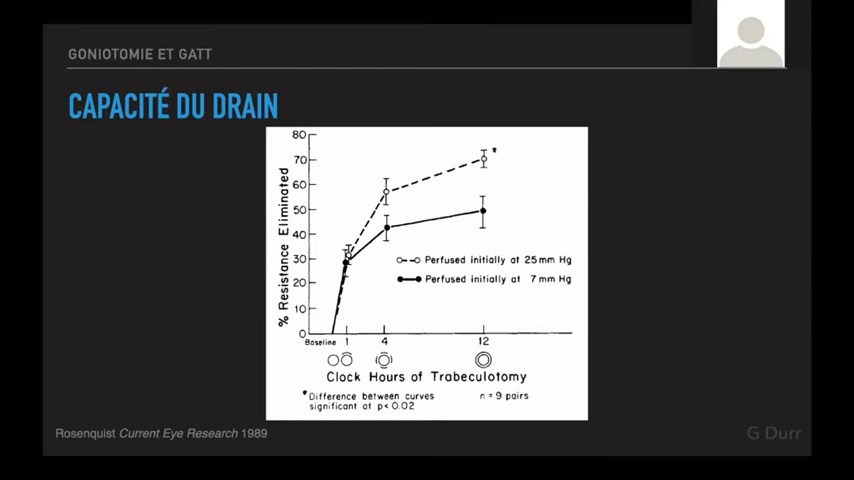 GONIOTOMIE ET GATT
CAPACITÉ DU DRAIN
80
70
60
50
40
30
20
10
0
% Resistance Eliminated
*
Perfused initially at 25 mm Hg
Perfused initially at 7 mm Hg
Baseline 1 4 12
Clock Hours of Trabeculotomy
*Difference between curves
significant at p<0.02
n = 9 pairs
Rosenquist Current Eye Research 1989
G Durr